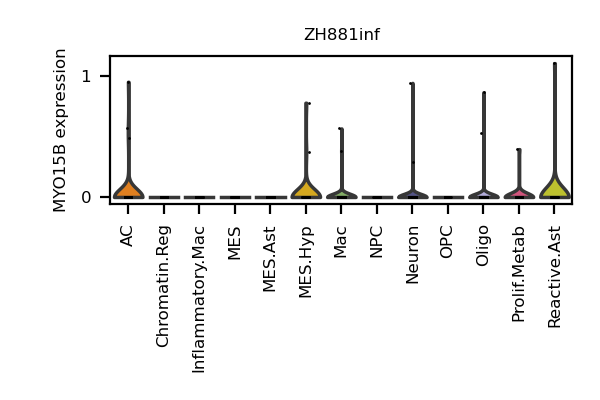 ZH881inf
MYO15B expression
1
0
AC
Chromatin.Reg
Inflammatory.Mac
MES
MES.Ast
MES.Hyp
Mac
NPC
Neuron
OPC
Oligo
Prolif.Metab
Reactive.Ast